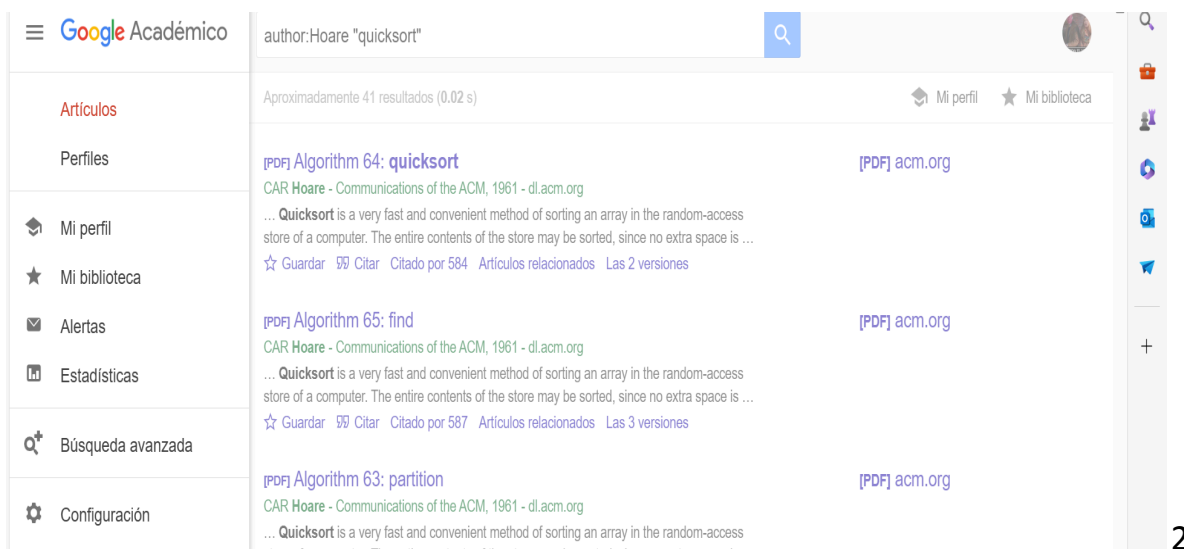 Google Académico
author:Hoare "quicksort"
Artículos
Perfiles
Mi perfil
Mi biblioteca
Alertas
Estadísticas
Búsqueda avanzada
Configuración
Aproximadamente 41 resultados (0.02 s)
Mi perfil
Mi biblioteca
[PDF] Algorithm 64: quicksort
[PDF] acm.org
CAR Hoare - Communications of the ACM, 1961 - dl.acm.org
… Quicksort is a very fast and convenient method of sorting an array in the random-access
store of a computer. The entire contents of the store may be sorted, since no extra space is …
Guardar Citar Citado por 584 Artículos relacionados Las 2 versiones
[PDF] Algorithm 65: find
[PDF] acm.org
CAR Hoare - Communications of the ACM, 1961 - dl.acm.org
… Quicksort is a very fast and convenient method of sorting an array in the random-access
store of a computer. The entire contents of the store may be sorted, since no extra space is …
Guardar Citar Citado por 587 Artículos relacionados Las 3 versiones
[PDF] Algorithm 63: partition
[PDF] acm.org
CAR Hoare - Communications of the ACM, 1961 - dl.acm.org
… Quicksort is a very fast and convenient method of sorting an array in the random-access
2